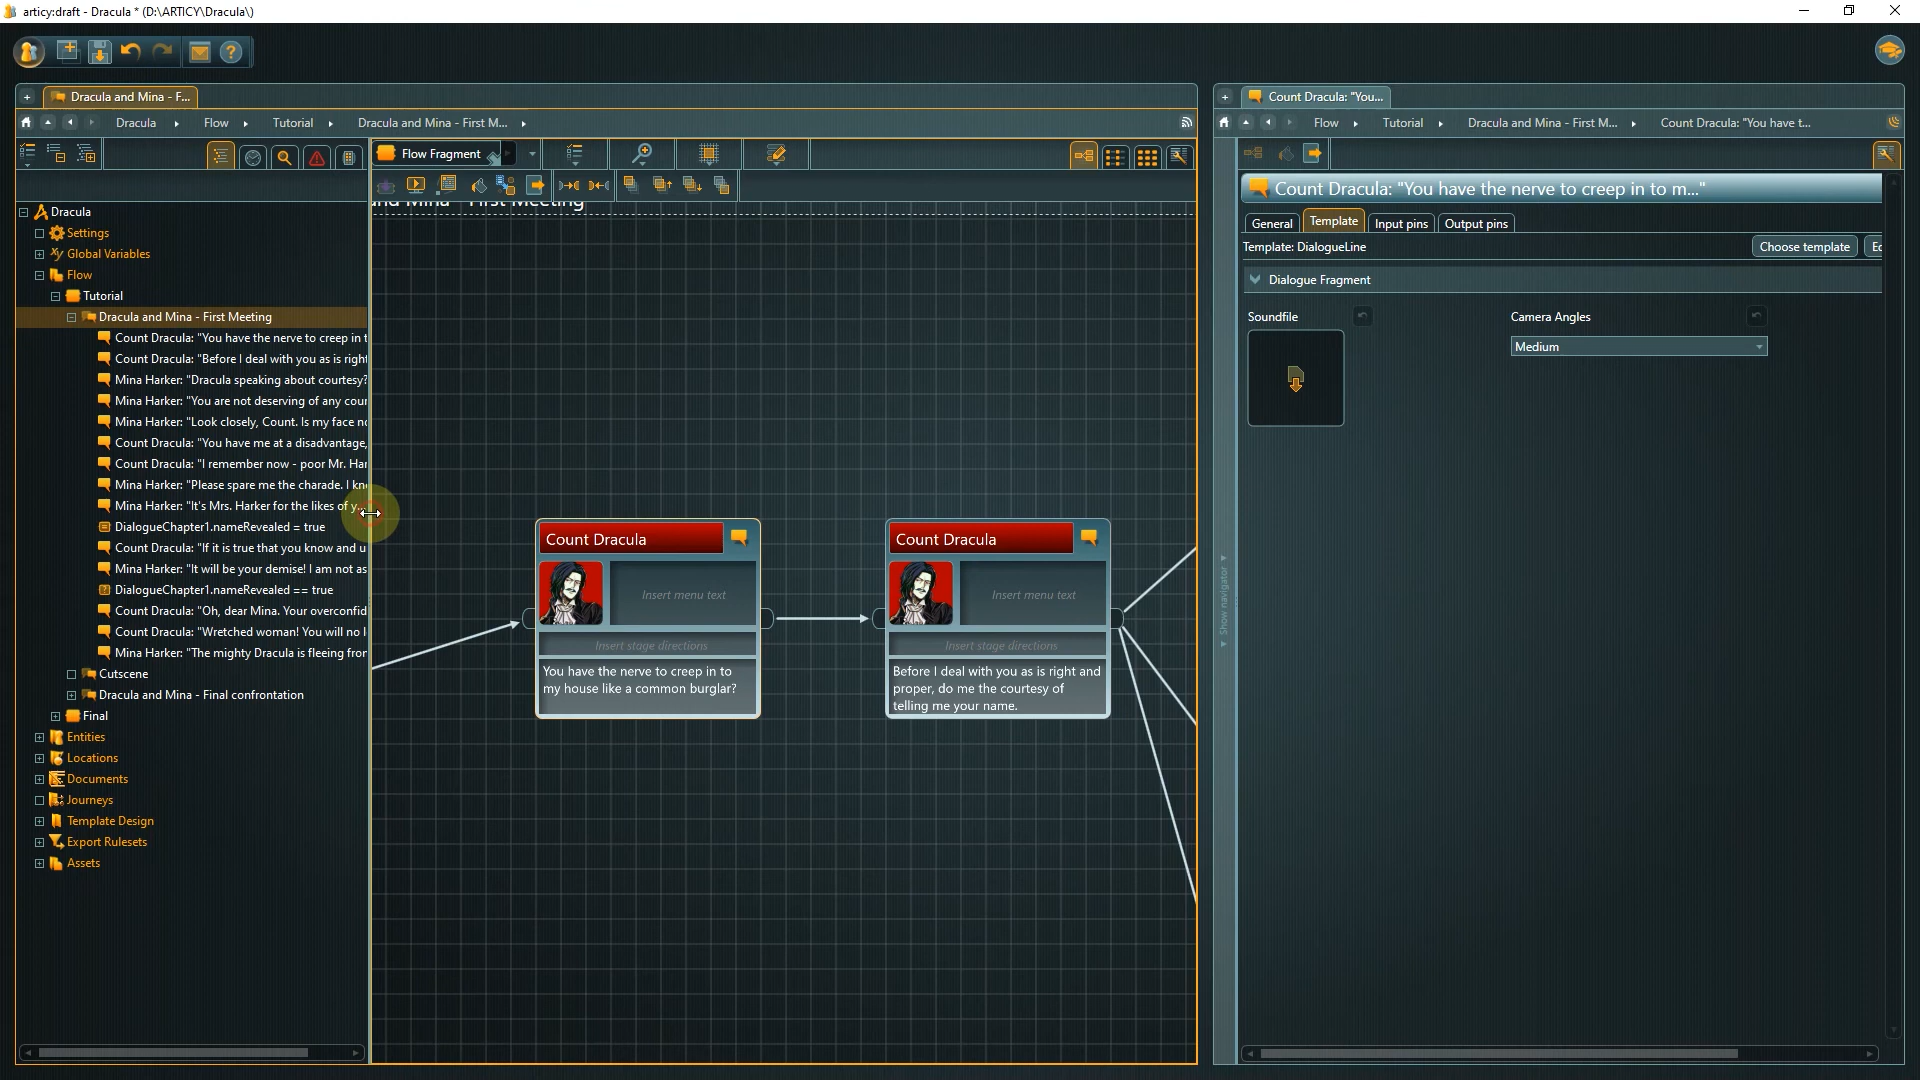 articy:draft - Dracula * (D:\ARTICY\Dracula\)
Dracula and Mina - F...
Dracula
Flow
Tutorial
Dracula and Mina - First M...
Flow Fragment
and Mina - First Meeting
Dracula
Settings
Global Variables
Flow
Tutorial
Dracula and Mina - First Meeting
Count Dracula: "You have the nerve to creep in t
Count Dracula: "Before I deal with you as is right
Mina Harker: "Dracula speaking about courtesy?
Mina Harker: "You are not deserving of any cour
Mina Harker: "Look closely, Count. Is my face no
Count Dracula: "You have me at a disadvantage,
Count Dracula: "I remember now - poor Mr. Har
Mina Harker: "Please spare me the charade. I kno
Mina Harker: "It's Mrs. Harker for the likes of y...
DialogueChapter1.nameRevealed = true
Count Dracula: "If it is true that you know and u
Mina Harker: "It will be your demise! I am not as
DialogueChapter1.nameRevealed == true
Count Dracula: "Oh, dear Mina. Your overconfid
Count Dracula: "Wretched woman! You will no l
Mina Harker: "The mighty Dracula is fleeing from
Cutscene
Dracula and Mina - Final confrontation
Final
Entities
Locations
Documents
Journeys
Template Design
Export Rulesets
Assets
Count Dracula
Insert menu text
Insert stage directions
You have the nerve to creep in to
my house like a common burglar?
Count Dracula
Insert menu text
Insert stage directions
Before I deal with you as is right and
proper, do me the courtesy of
telling me your name.
Show navigator
Count Dracula: "You...
Flow
Tutorial
Dracula and Mina - First M...
Count Dracula: "You have t...
Count Dracula: "You have the nerve to creep in to m..."
General
Template
Input pins
Output pins
Template: DialogueLine
Choose template
Ec
Dialogue Fragment
Soundfile
Camera Angles
Medium